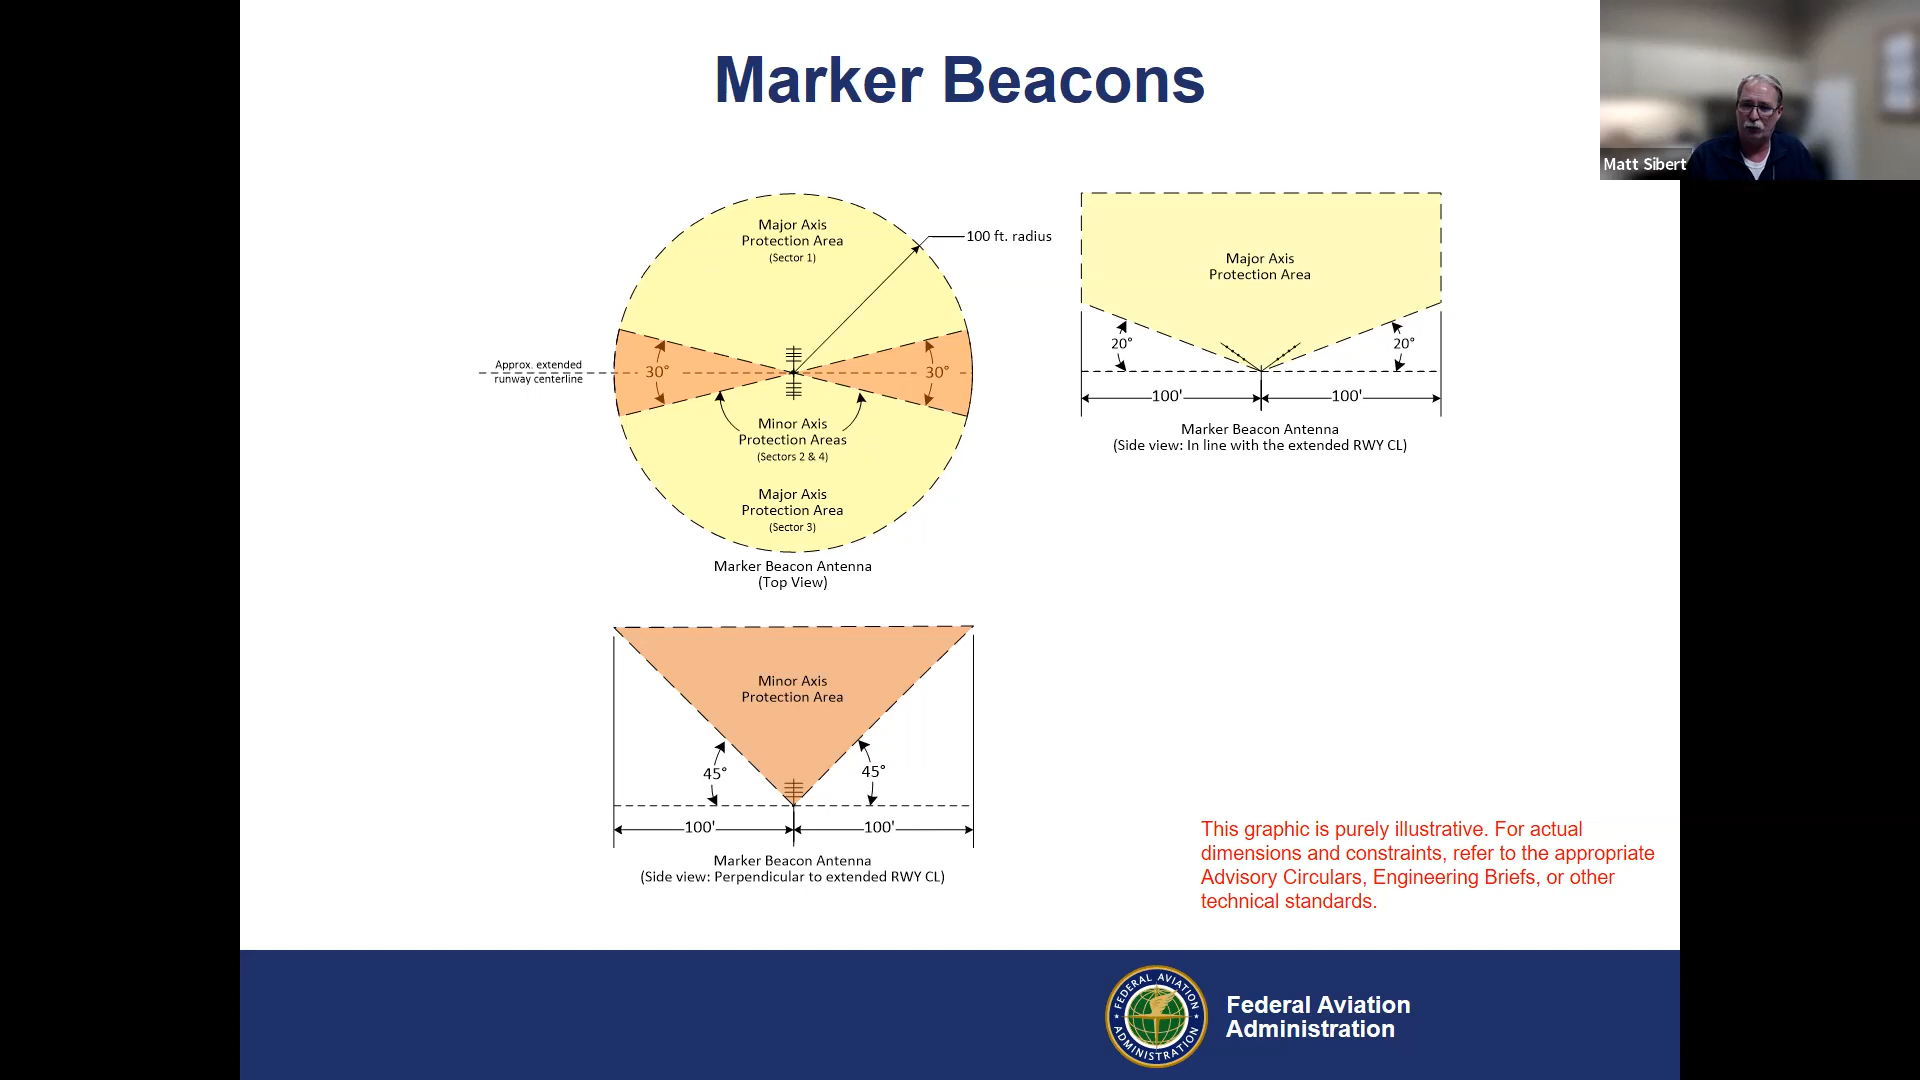 Marker Beacons
Matt Sibert
Major Axis
Protection Area
(Sector 1)
100 ft. radius
Approx. extended
runway centerline
30°
30°
Minor Axis
Protection Areas
(Sectors 2 & 4)
Major Axis
Protection Area
(Sector 3)
Marker Beacon Antenna
(Top View)
Major Axis
Protection Area
20°
20°
100'
100'
Marker Beacon Antenna
(Side view: In line with the extended RWY CL)
Minor Axis
Protection Area
45°
45°
100'
100'
Marker Beacon Antenna
(Side view: Perpendicular to extended RWY CL)
This graphic is purely illustrative. For actual
dimensions and constraints, refer to the appropriate
Advisory Circulars, Engineering Briefs, or other
technical standards.
FEDERAL AVIATION
ADMINISTRATION
Federal Aviation
Administration